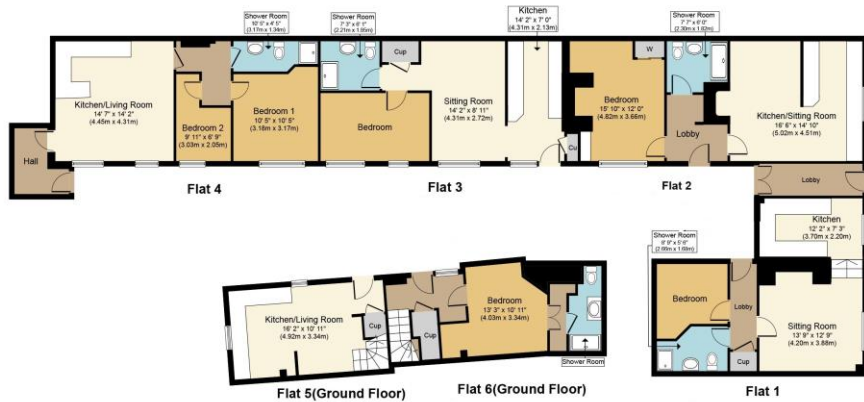 Shower Room
10' 5" x 4' 5"
(3.17m x 1.34m)
Shower Room
7' 3" x 6' 1"
(2.21m x 1.85m)
Kitchen
14' 2" x 7' 0"
(4.31m x 2.13m)
Shower Room
7' 7" x 6' 0"
(2.30m x 1.82m)
Kitchen/Living Room
14' 7" x 14' 2"
(4.45m x 4.31m)
Bedroom 2
9' 11" x 6' 9"
(3.03m x 2.05m)
Bedroom 1
10' 5" x 10' 5"
(3.18m x 3.17m)
Cup
Bedroom
Sitting Room
14' 2" x 8' 11"
(4.31m x 2.72m)
Cu
W
Bedroom
15' 10" x 12' 0"
(4.82m x 3.66m)
Lobby
Kitchen/Sitting Room
16' 6" x 14' 10"
(5.02m x 4.51m)
Hall
Flat 4
Flat 3
Flat 2
Lobby
Kitchen
12' 2" x 7' 3"
(3.70m x 2.20m)
Shower Room
8' 9" x 5' 6"
(2.66m x 1.68m)
Bedroom
Lobby
Sitting Room
13' 9" x 12' 9"
(4.20m x 3.88m)
Cup
Flat 1
Kitchen/Living Room
16' 2" x 10' 11"
(4.92m x 3.34m)
Cup
Cup
Bedroom
13' 3" x 10' 11"
(4.03m x 3.34m)
Shower Room
Flat 5(Ground Floor)
Flat 6(Ground Floor)